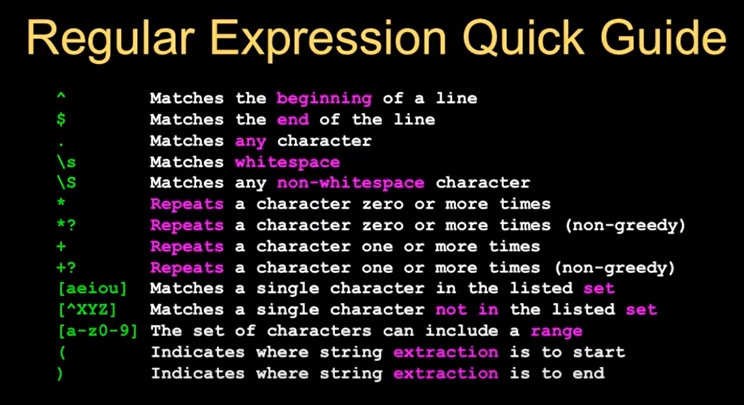 Regular Expression Quick Guide
^ Matches the beginning of a line
$ Matches the end of the line
. Matches any character
\s Matches whitespace
\S Matches any non-whitespace character
* Repeats a character zero or more times
*? Repeats a character zero or more times (non-greedy)
+ Repeats a character one or more times
+? Repeats a character one or more times (non-greedy)
[aeiou] Matches a single character in the listed set
[^XYZ] Matches a single character not in the listed set
[a-z0-9] The set of characters can include a range
( Indicates where string extraction is to start
) Indicates where string extraction is to end